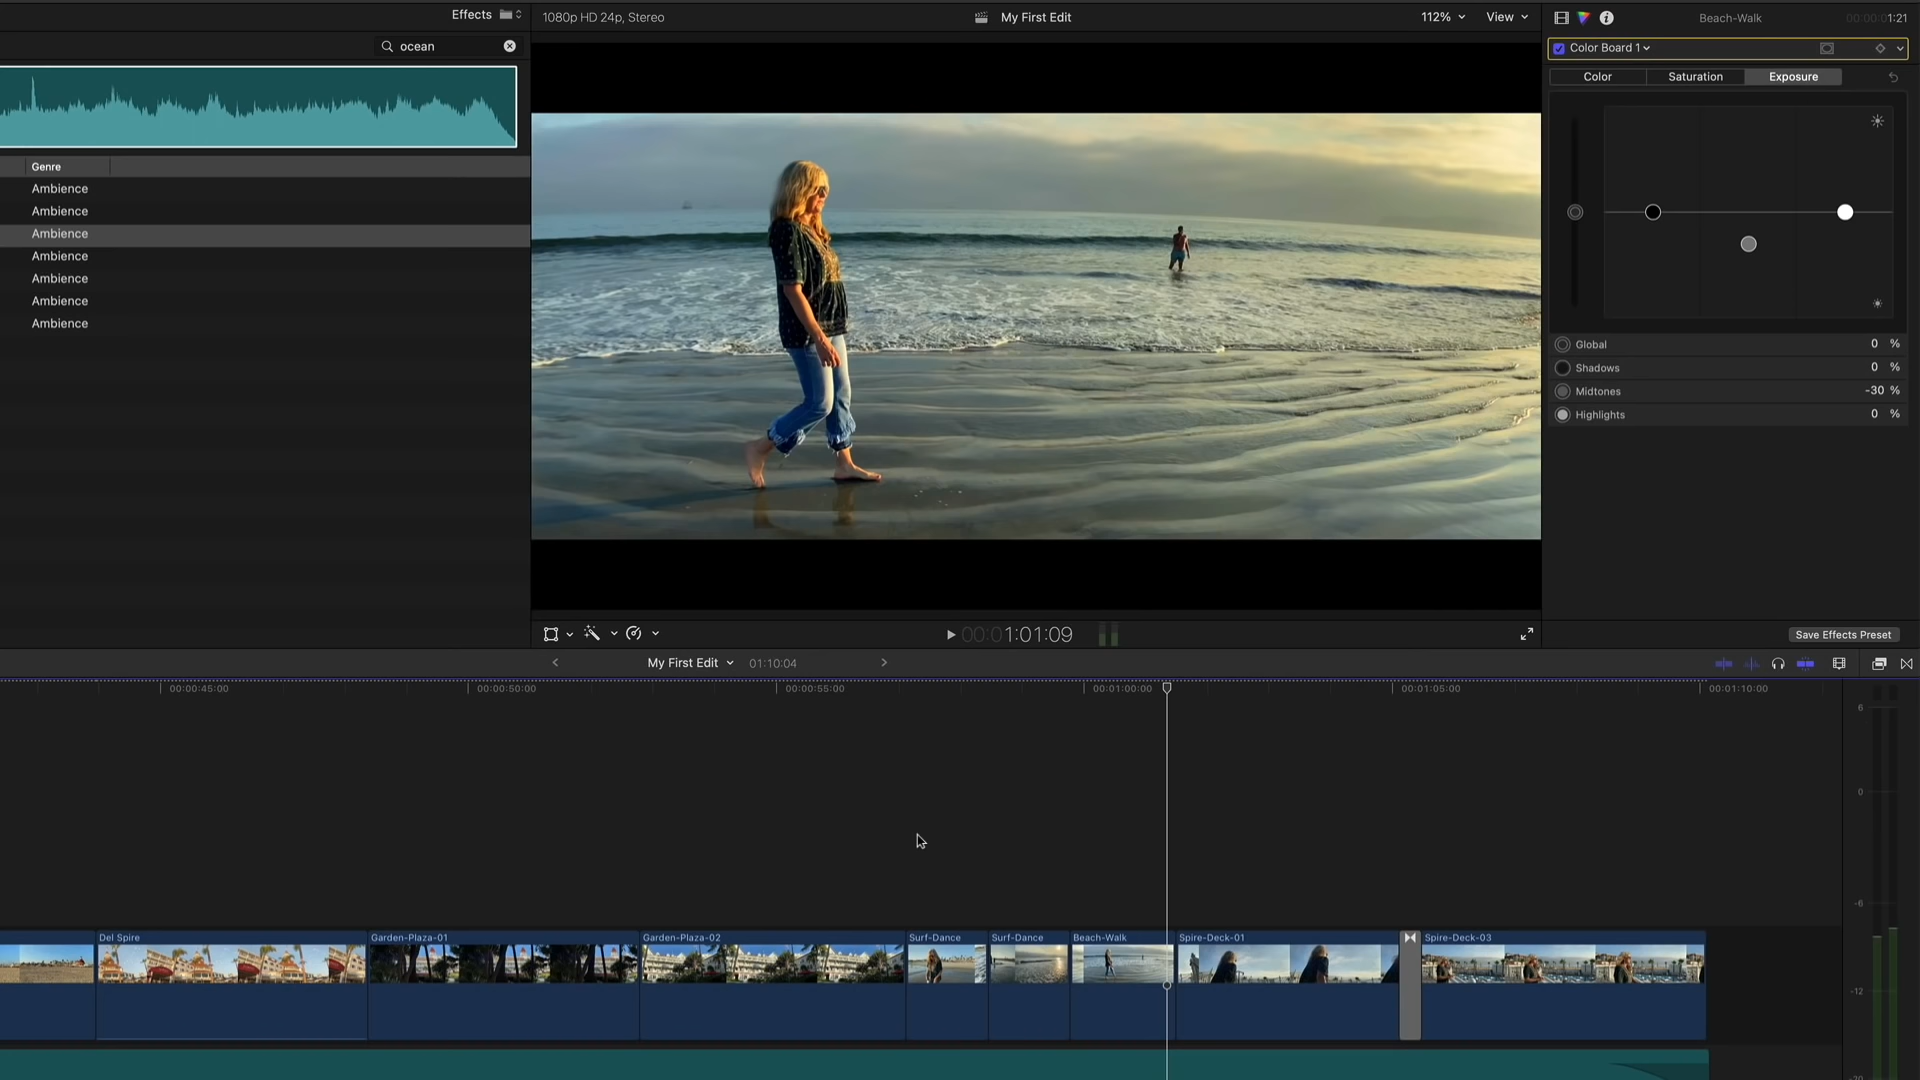 Effects
1080p HD 24p, Stereo
My First Edit
112%
View
Beach-Walk
00:00:01:21
ocean
Color Board 1
Color
Saturation
Exposure
Genre
Ambience
Ambience
Ambience
Ambience
Ambience
Ambience
Ambience
Global 0 %
Shadows 0 %
Midtones -30 %
Highlights 0 %
00:01:01:09
Save Effects Preset
My First Edit
01:10:04
00:00:45:00
00:00:50:00
00:00:55:00
00:01:00:00
00:01:05:00
00:01:10:00
6
0
-6
-12
-20
Del Spire
Garden-Plaza-01
Garden-Plaza-02
Surf-Dance
Surf-Dance
Beach-Walk
Spire-Deck-01
Spire-Deck-03